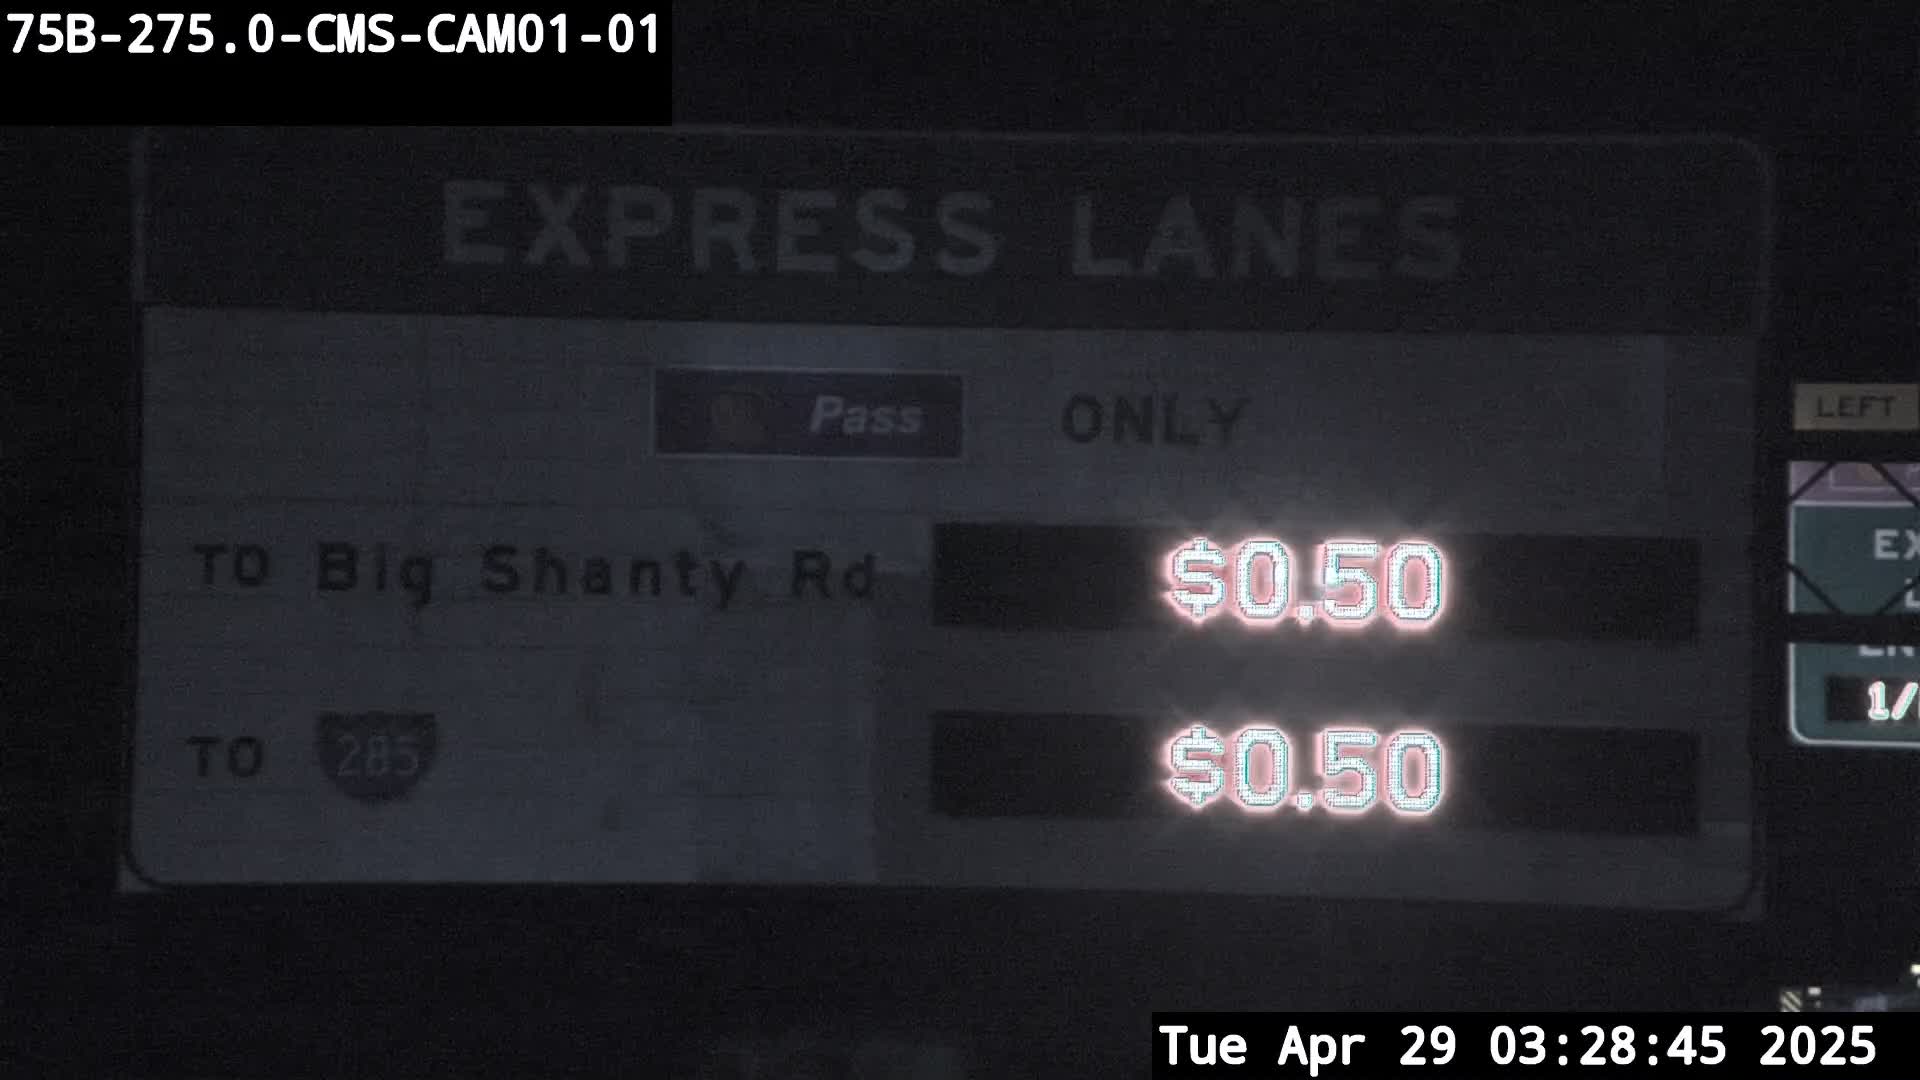 75B-275.0-CMS-CAM01-01
EXPRESS LANES
Pass ONLY
TO Big Shanty Rd $0.50
TO 285 $0.50
LEFT
Tue Apr 29 03:28:45 2025